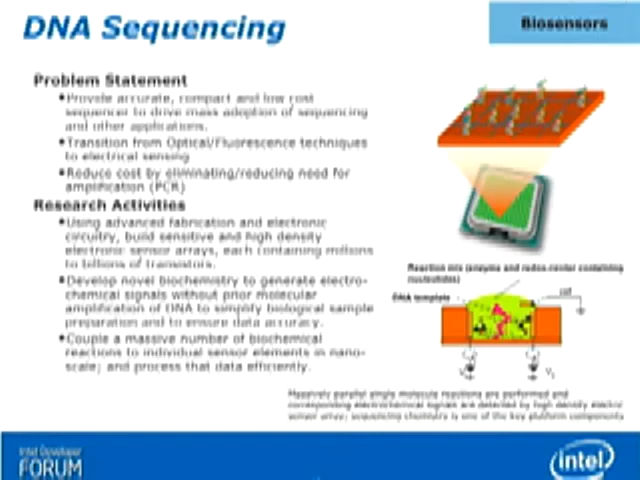 DNA Sequencing
Biosensors
Problem Statement
•Provide accurate, compact and low cost
sequencer to drive mass adoption of sequencing
and other applications.
•Transition from Optical/Fluorescence techniques
to electrical sensing
•Reduce cost by eliminating/reducing need for
amplification (PCR)
Research Activities
•Using advanced fabrication and electronic
circuitry, build sensitive and high density
electronic sensor arrays, each containing millions
to billions of transistors.
•Develop novel biochemistry to generate electro-
chemical signals without prior molecular
amplification of DNA to simplify biological sample
preparation and to ensure data accuracy.
•Couple a massive number of biochemical
reactions to individual sensor elements in nano-
scale; and process that data efficiently.
Reaction mix (enzyme and redox-center containing
nucleotides)
DNA template
Massively parallel single molecule reactions are performed and
corresponding electrochemical signals are detected by high density electric
sensor array; sequencing chemistry is one of the key platform components
Intel Developer
FORUM
intel